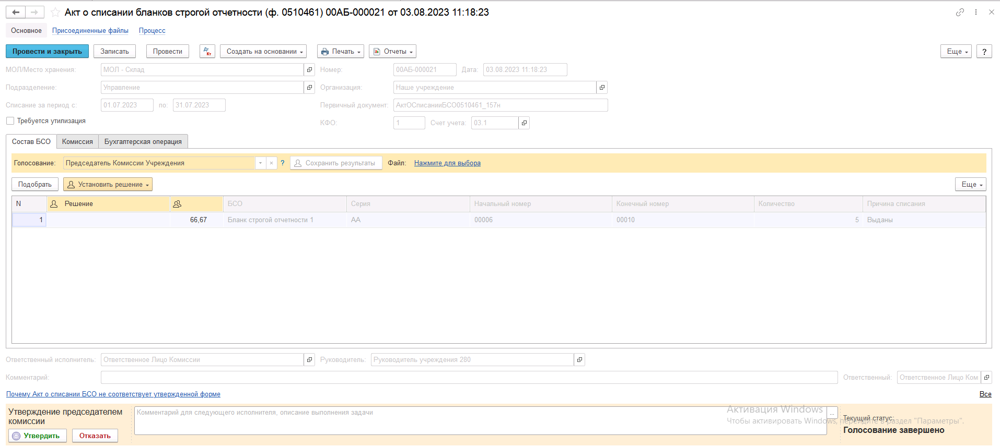 Акт о списании бланков строгой отчетности (ф. 0510461) 00АБ-000021 от 03.08.2023 11:18:23
Основное Присоединенные файлы Процесс
Провести и закрыть Записать Провести Дт Кт Создать на основании Печать Отчеты Еще ?
МОЛ/Место хранения: МОЛ - Склад Номер: 00АБ-000021 Дата: 03.08.2023 11:18:23
Подразделение: Управление Организация: Наше учреждение
Списание за период с: 01.07.2023 по: 31.07.2023 Первичный документ: АктОСписанииБСО0510461_157н
Требуется утилизация КФО: 1 Счет учета: 03.1
Состав БСО Комиссия Бухгалтерская операция
Голосование: Председатель Комиссии Учреждения ? Сохранить результаты Файл: Нажмите для выбора
Подобрать Установить решение Еще
N Решение БСО Серия Начальный номер Конечный номер Количество Причина списания
1 66,67 Бланк строгой отчетности 1 АА 00006 00010 5 Выданы
Ответственный исполнитель: Ответственное Лицо Комиссии Руководитель: Руководитель учреждения 280
Комментарий: Ответственный: Ответственное Лицо Ком
Почему Акт о списании БСО не соответствует утвержденной форме Все
Утверждение председателем
комиссии
Комментарий для следующего исполнителя, описание выполнения задачи
...
Утвердить Отказать
Активация Windows
Чтобы активировать Windows, перейдите в раздел "Параметры".
Текущий статус:
Голосование завершено